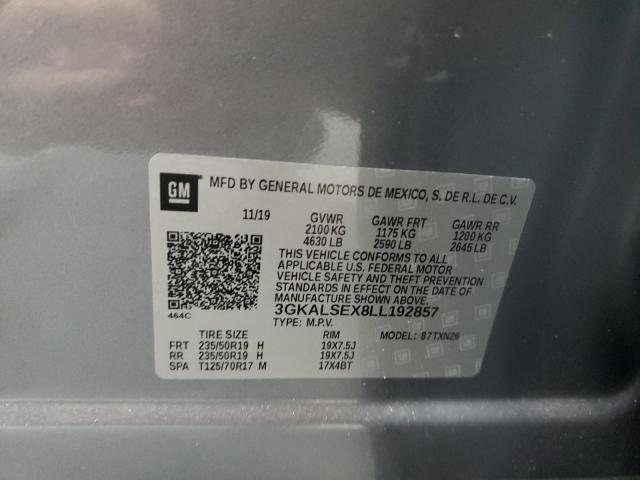 GM
MFD BY GENERAL MOTORS DE MEXICO, S. DE R.L. DE C.V.
11/19 GVWR GAWR FRT GAWR RR
2100 KG 1175 KG 1200 KG
4630 LB 2590 LB 2645 LB
THIS VEHICLE CONFORMS TO ALL
APPLICABLE U.S. FEDERAL MOTOR
VEHICLE SAFETY AND THEFT PREVENTION
STANDARDS IN EFFECT ON THE DATE OF
MANUFACTURE SHOWN ABOVE.
464C
3GKALSEX8LL192857
TYPE: M.P.V. MODEL: 87TXN26
TIRE SIZE RIM
FRT 235/50R19 H 19X7.5J
RR 235/50R19 H 19X7.5J
SPA T125/70R17 M 17X4BT